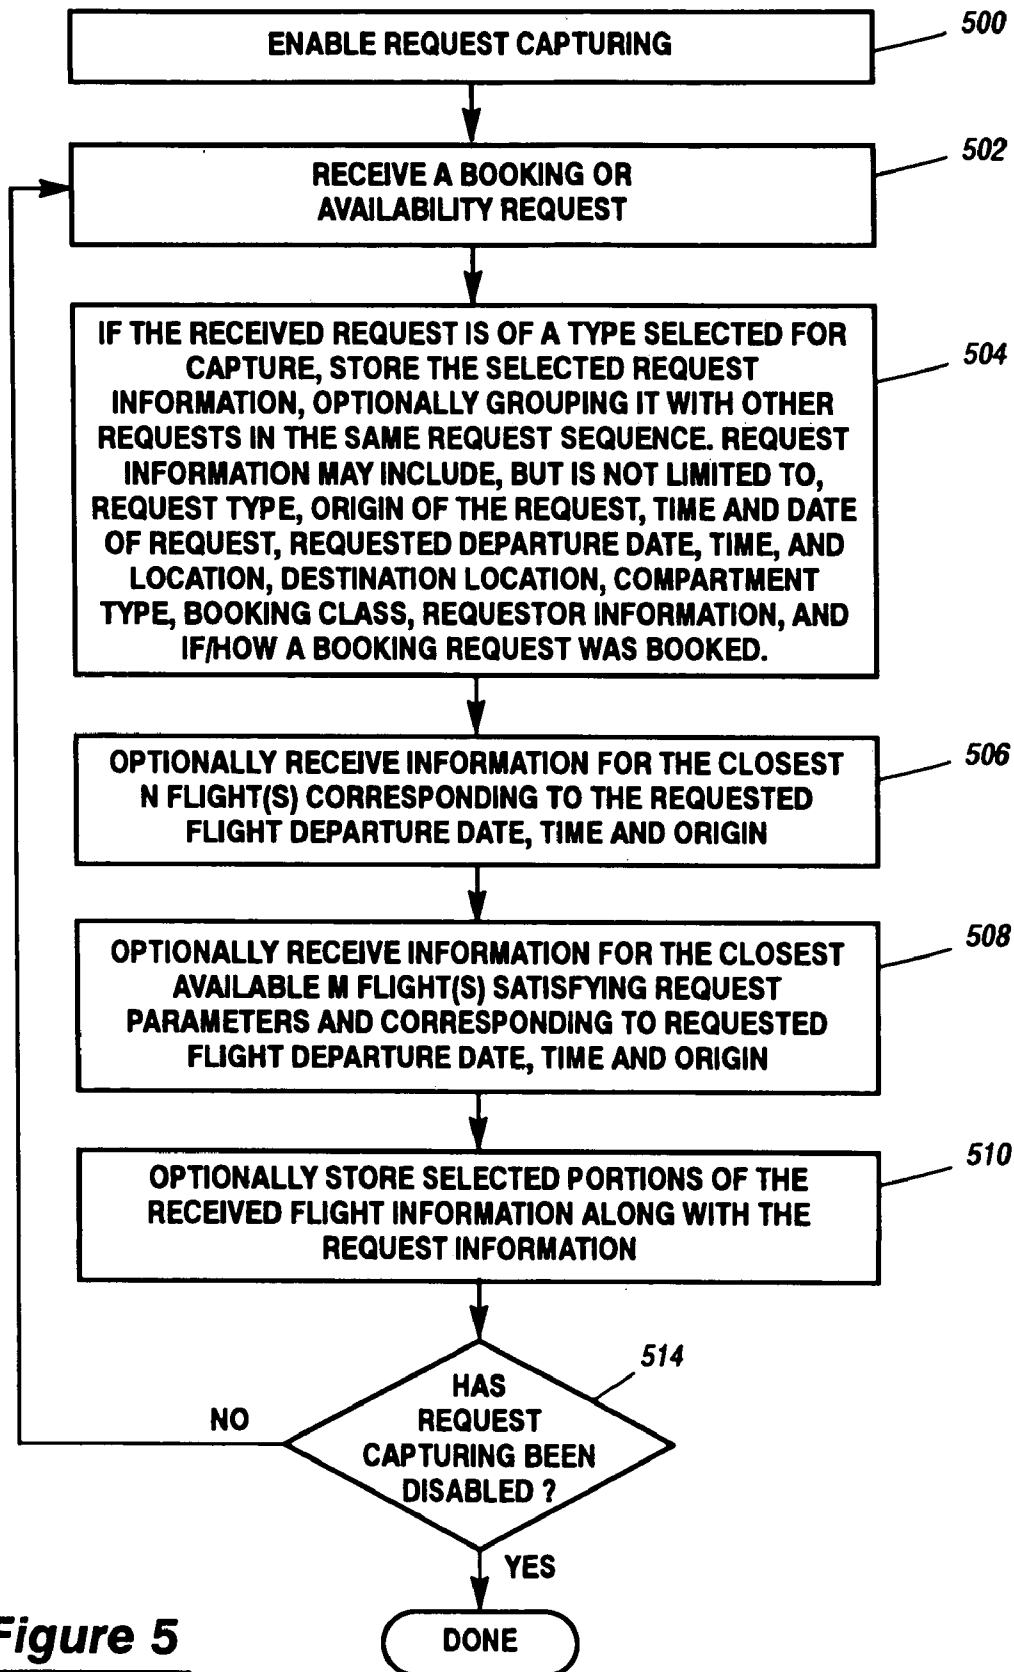 ENABLE REQUEST CAPTURING
500
RECEIVE A BOOKING OR
AVAILABILITY REQUEST
502
IF THE RECEIVED REQUEST IS OF A TYPE SELECTED FOR
CAPTURE, STORE THE SELECTED REQUEST
INFORMATION, OPTIONALLY GROUPING IT WITH OTHER
REQUESTS IN THE SAME REQUEST SEQUENCE. REQUEST
INFORMATION MAY INCLUDE, BUT IS NOT LIMITED TO,
REQUEST TYPE, ORIGIN OF THE REQUEST, TIME AND DATE
OF REQUEST, REQUESTED DEPARTURE DATE, TIME, AND
LOCATION, DESTINATION LOCATION, COMPARTMENT
TYPE, BOOKING CLASS, REQUESTOR INFORMATION, AND
IF/HOW A BOOKING REQUEST WAS BOOKED.
504
OPTIONALLY RECEIVE INFORMATION FOR THE CLOSEST
N FLIGHT(S) CORRESPONDING TO THE REQUESTED
FLIGHT DEPARTURE DATE, TIME AND ORIGIN
506
OPTIONALLY RECEIVE INFORMATION FOR THE CLOSEST
AVAILABLE M FLIGHT(S) SATISFYING REQUEST
PARAMETERS AND CORRESPONDING TO REQUESTED
FLIGHT DEPARTURE DATE, TIME AND ORIGIN
508
OPTIONALLY STORE SELECTED PORTIONS OF THE
RECEIVED FLIGHT INFORMATION ALONG WITH THE
REQUEST INFORMATION
510
HAS
REQUEST
CAPTURING BEEN
DISABLED ?
514
NO
YES
DONE
Figure 5